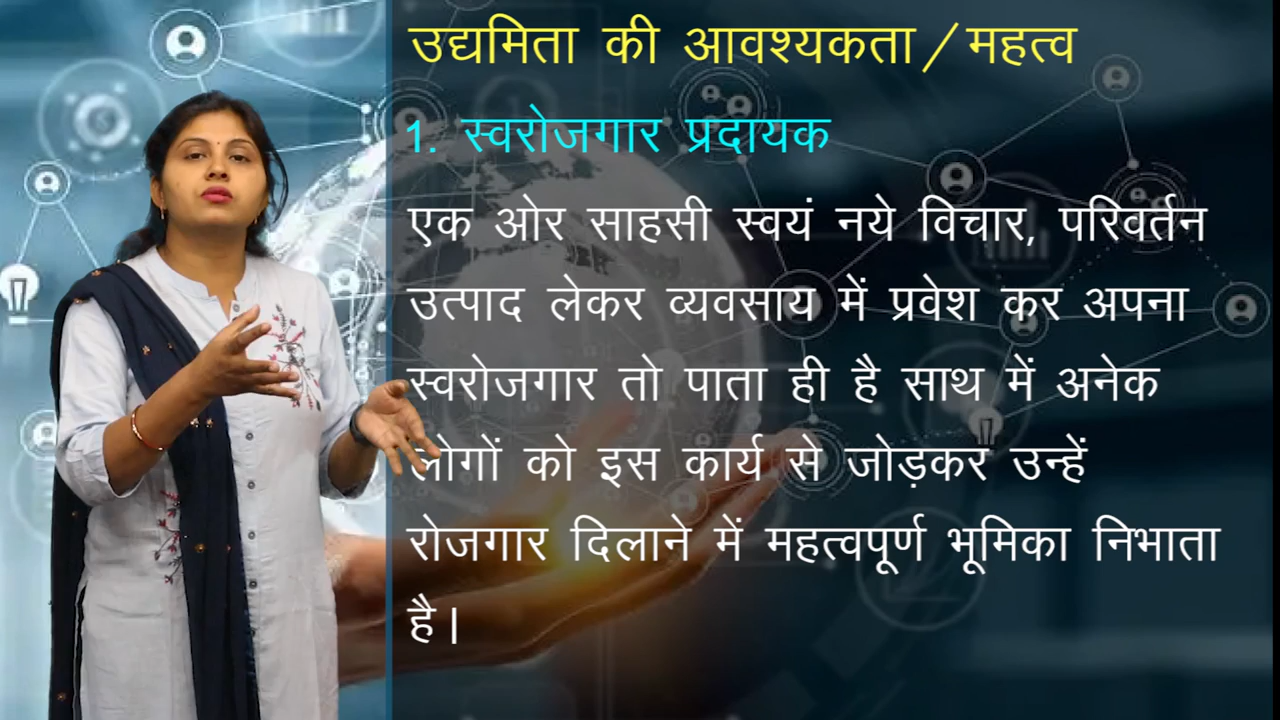 उद्यमिता की आवश्यकता/महत्व
1. स्वरोजगार प्रदायक
एक ओर साहसी स्वयं नये विचार, परिवर्तन
उत्पाद लेकर व्यवसाय में प्रवेश कर अपना
स्वरोजगार तो पाता ही है साथ में अनेक
लोगों को इस कार्य से जोड़कर उन्हें
रोजगार दिलाने में महत्वपूर्ण भूमिका निभाता
है।